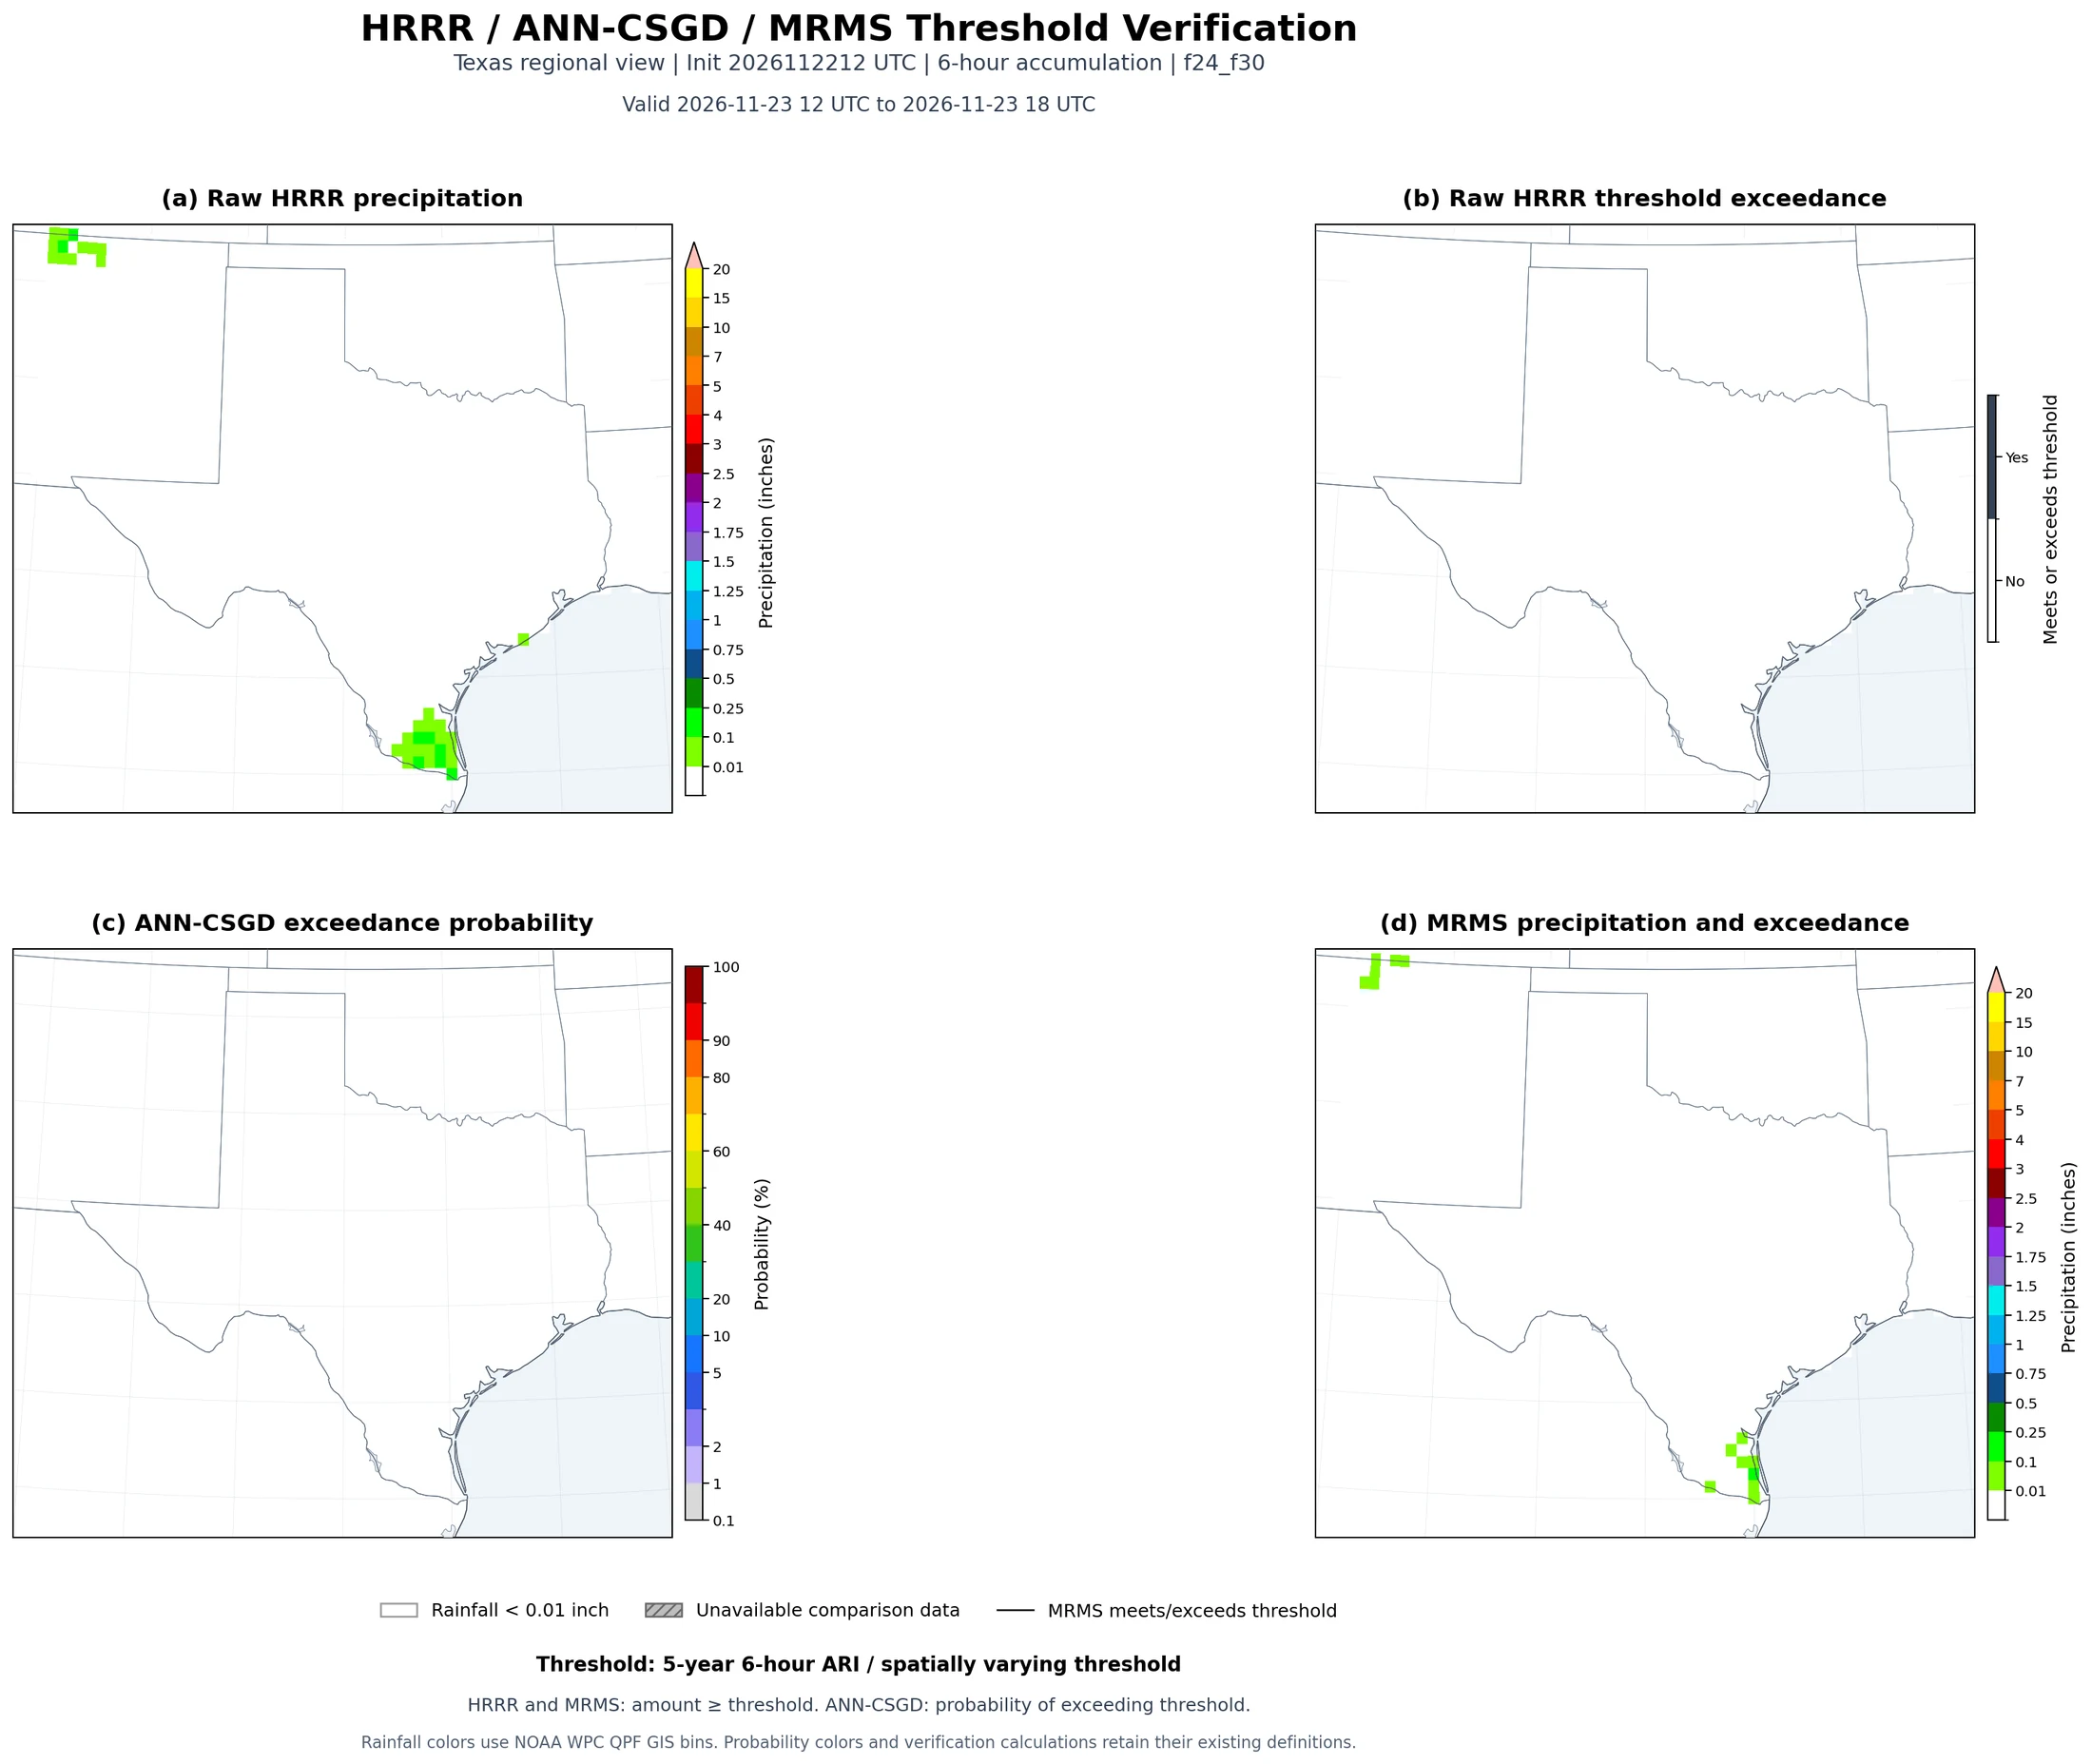 HRRR / ANN-CSGD / MRMS Threshold Verification
Texas regional view | Init 2026112212 UTC | 6-hour accumulation | f24_f30
Valid 2026-11-23 12 UTC to 2026-11-23 18 UTC
(a) Raw HRRR precipitation
20
15
10
7
5
4
3
2.5
2
1.75
1.5
1.25
1
0.75
0.5
0.25
0.1
0.01
Precipitation (inches)
(b) Raw HRRR threshold exceedance
Yes
No
Meets or exceeds threshold
(c) ANN-CSGD exceedance probability
100
90
80
60
40
20
10
5
2
1
0.1
Probability (%)
(d) MRMS precipitation and exceedance
20
15
10
7
5
4
3
2.5
2
1.75
1.5
1.25
1
0.75
0.5
0.25
0.1
0.01
Precipitation (inches)
Rainfall < 0.01 inch
Unavailable comparison data
MRMS meets/exceeds threshold
Threshold: 5-year 6-hour ARI / spatially varying threshold
HRRR and MRMS: amount ≥ threshold. ANN-CSGD: probability of exceeding threshold.
Rainfall colors use NOAA WPC QPF GIS bins. Probability colors and verification calculations retain their existing definitions.